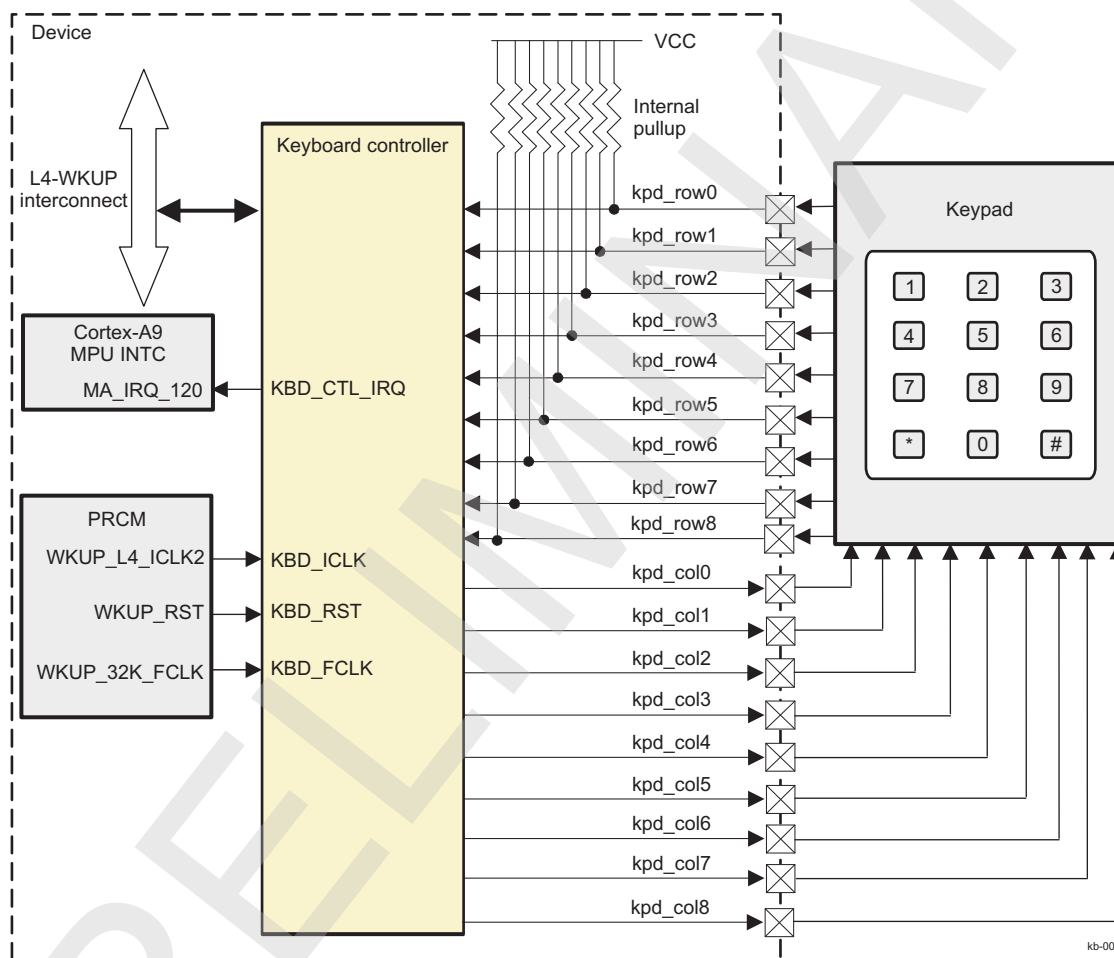 Device
VCC
Internal
pullup
Keyboard controller
L4-WKUP
interconnect
Cortex-A9
MPU INTC
MA_IRQ_120
KBD_CTL_IRQ
PRCM
WKUP_L4_ICLK2
KBD_ICLK
WKUP_RST
KBD_RST
WKUP_32K_FCLK
KBD_FCLK
kpd_row0
kpd_row1
kpd_row2
kpd_row3
kpd_row4
kpd_row5
kpd_row6
kpd_row7
kpd_row8
kpd_col0
kpd_col1
kpd_col2
kpd_col3
kpd_col4
kpd_col5
kpd_col6
kpd_col7
kpd_col8
Keypad
1 2 3
4 5 6
7 8 9
* 0 #
kb-00